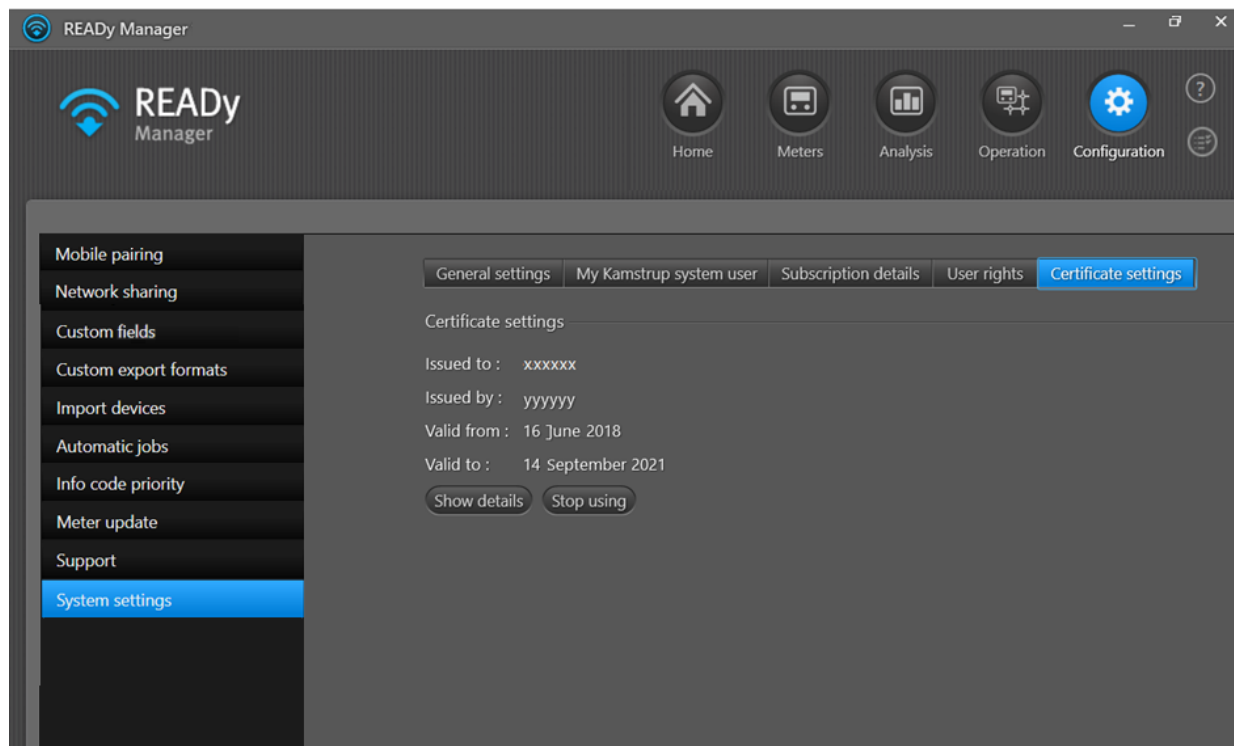 READy Manager
READy
Manager
Home Meters Analysis Operation Configuration
?
Mobile pairing
Network sharing
Custom fields
Custom export formats
Import devices
Automatic jobs
Info code priority
Meter update
Support
System settings
General settings My Kamstrup system user Subscription details User rights Certificate settings
Certificate settings
Issued to : xxxxxx
Issued by : yyyyyy
Valid from : 16 June 2018
Valid to : 14 September 2021
Show details Stop using